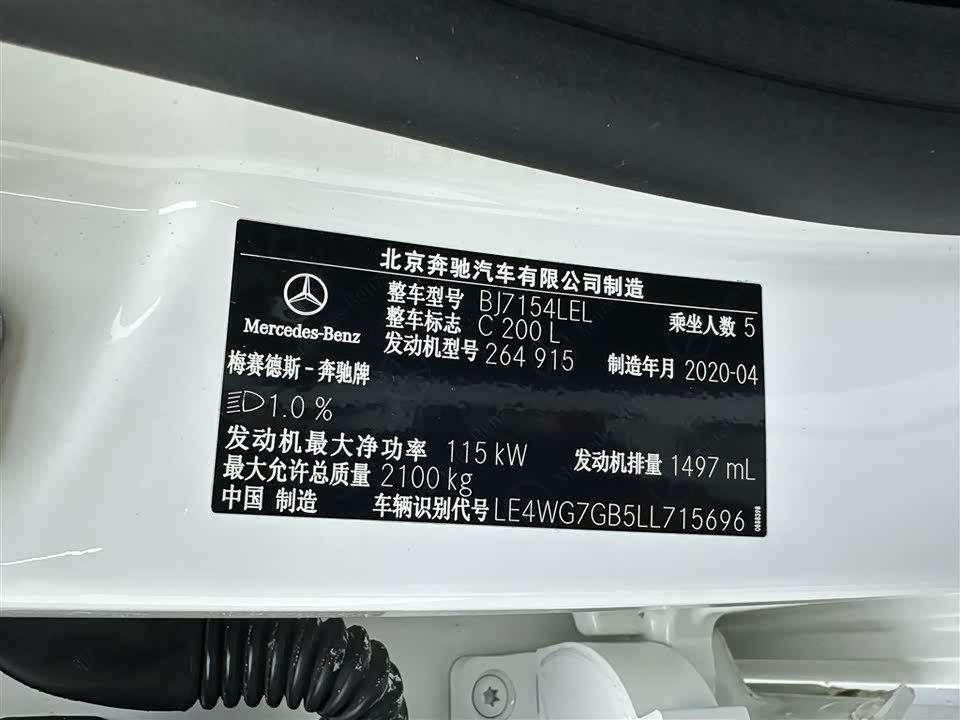 北京奔驰汽车有限公司制造
Mercedes-Benz
梅赛德斯-奔驰牌
整车型号 BJ7154LEL
乘坐人数 5
整车标志 C 200 L
发动机型号 264 915
制造年月 2020-04
1.0 %
发动机最大净功率 115 kW
发动机排量 1497 mL
最大允许总质量 2100 kg
中国 制造
车辆识别代号 LE4WG7GB5LL715696